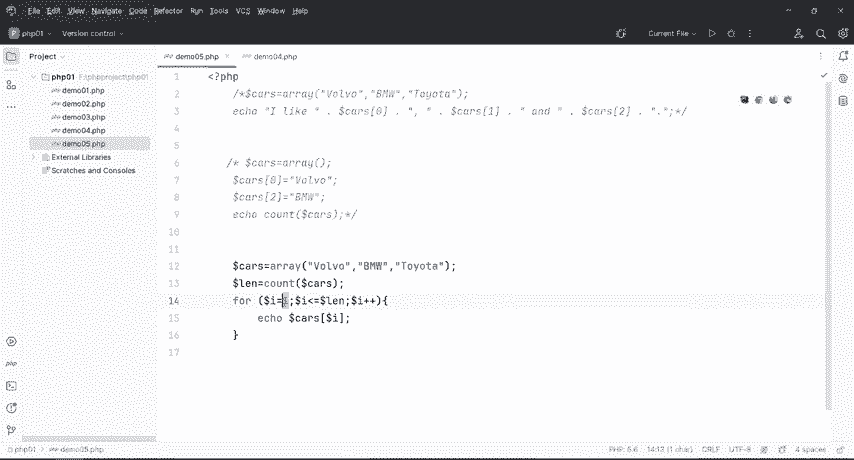 File Edit View Navigate Code Refactor Run Tools VCS Window Help
php01 Version control Current File
Project
demo05.php demo04.php
php01 F:\phpproject\php01
demo01.php
demo02.php
demo03.php
demo04.php
demo05.php
External Libraries
Scratches and Consoles
1 <?php
2 /*$cars=array("Volvo","BMW","Toyota");
3 echo "I like " . $cars[0] . ", " . $cars[1] . " and " . $cars[2] . ".";*/
4
5
6 /* $cars=array();
7 $cars[0]="Volvo";
8 $cars[2]="BMW";
9 echo count($cars);*/
10
11
12 $cars=array("Volvo","BMW","Toyota");
13 $len=count($cars);
14 for ($i= ;$i<=$len;$i++){
15 echo $cars[$i];
16 }
17
php
php01 > demo05.php PHP: 5.6 14:13 (1 char) CRLF UTF-8 4 spaces